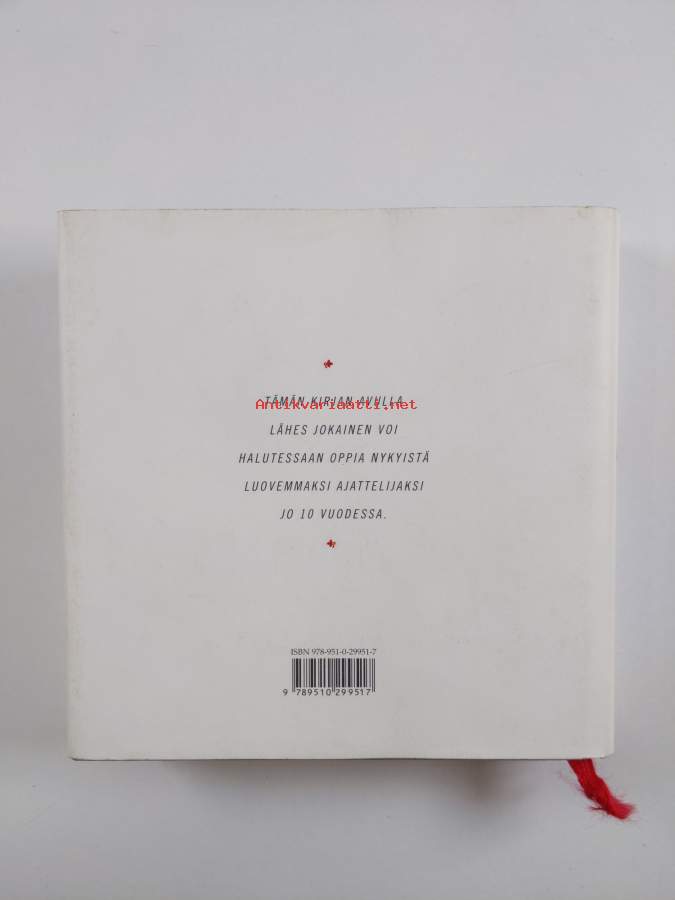 TÄMÄN KIRJAN AVULLA
Antikvariaatti.net
LÄHES JOKAINEN VOI
HALUTESSAAN OPPIA NYKYISTÄ
LUOVEMMAKSI AJATTELIJAKSI
JO 10 VUODESSA.
ISBN 978-951-0-29951-7
9 789510 299517